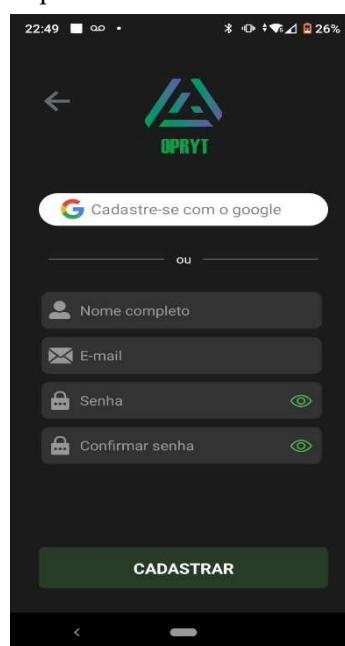 22:49
26%
OPRYT
Cadastre-se com o google
ou
Nome completo
E-mail
Senha
Confirmar senha
CADASTRAR